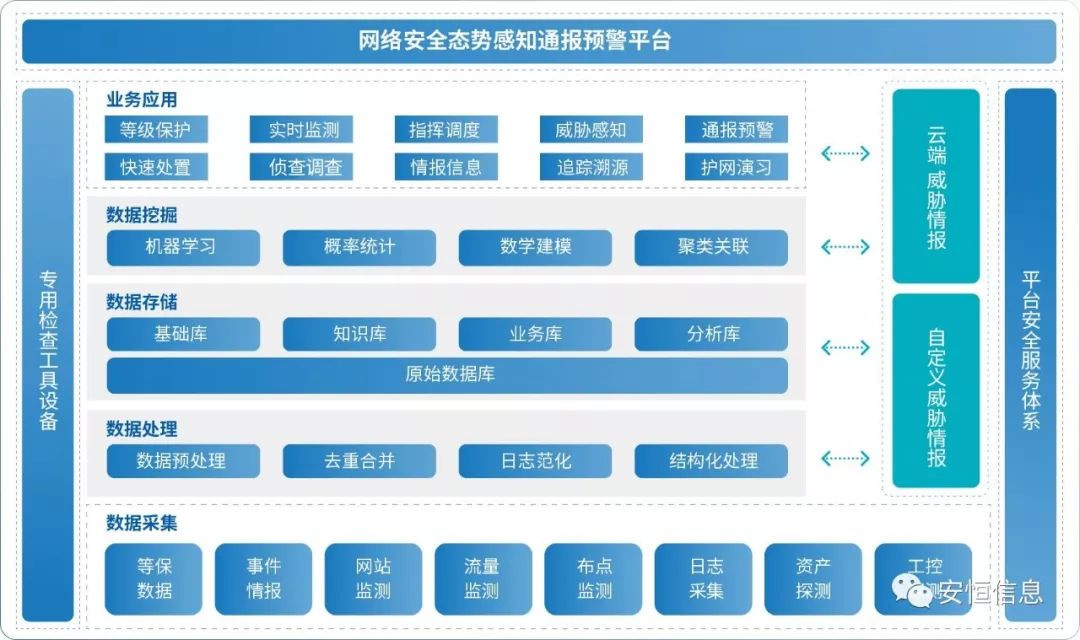 网络安全态势感知通报预警平台
专用检查工具设备
业务应用
等级保护 实时监测 指挥调度 威胁感知 通报预警
快速处置 侦查调查 情报信息 追踪溯源 护网演习
数据挖掘
机器学习 概率统计 数学建模 聚类关联
数据存储
基础库 知识库 业务库 分析库
原始数据库
数据处理
数据预处理 去重合并 日志范化 结构化处理
数据采集
等保 事件 网站 流量 布点 日志 资产 工控
数据 情报 监测 监测 监测 采集 探测
云端 威胁情报
自定义威胁情报
平台安全服务体系
安恒信息